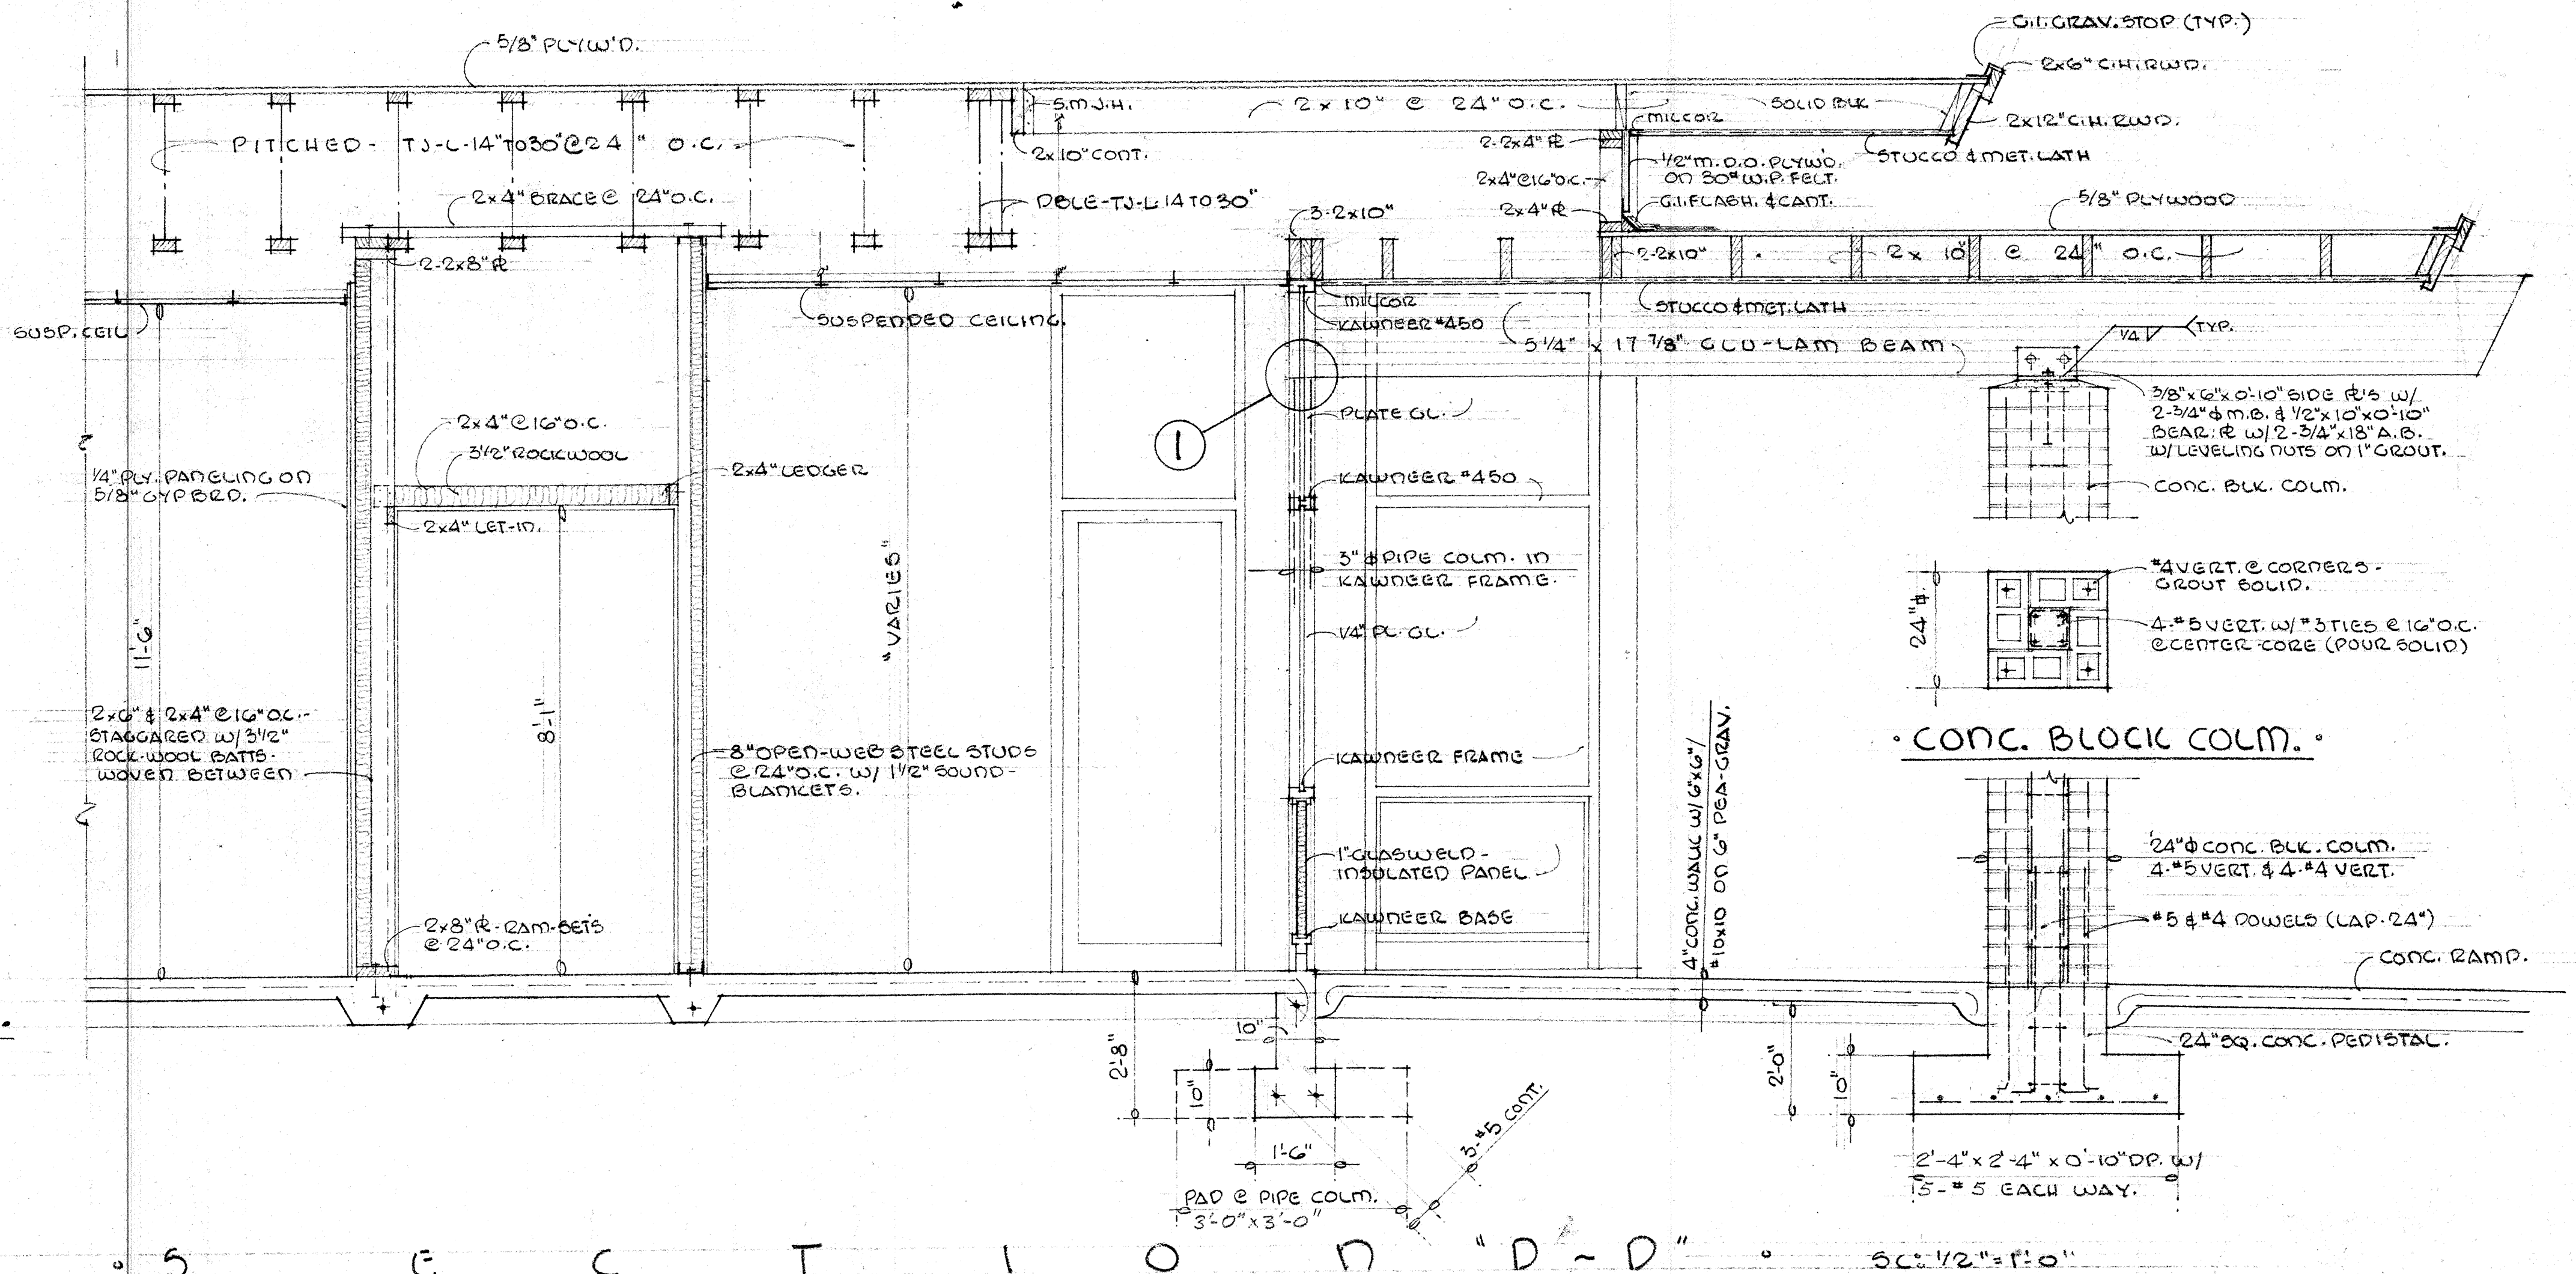 5/8" PLYW'D.
G.I. GRAV. STOP (TYP.)
2x6" C.H. RWD.
S.M.J.H.
2 x 10" @ 24" O.C.
SOLID BLK
MILCOR
2x12" C.H. RWD.
PITCHED - TJ-L-14" TO 30" @ 24" O.C.
2x10" CONT.
2-2x4" PL
STUCCO & MET. LATH
1/2" M.D.O. PLYW'D.
ON 30# W.P. FELT.
2x4" @ 16" O.C.
2x4" BRACE @ 24" O.C.
DBLE-TJ-L-14 TO 30"
3-2x10"
2x4" PL
G.I. FLASH. & CANT.
5/8" PLYWOOD
2-2x8" PL
2-2x10"
2 x 10" @ 24" O.C.
SUSP. CEIL
SUSPENDED CEILING.
MILCOR
KAWNEER #450
STUCCO & MET. LATH
5 1/4" x 17 7/8" GLU-LAM BEAM
1/4
TYP.
1
PLATE GL.
3/8" x 6" x 0'-10" SIDE PL'S W/
2-3/4" ϕ M.B. & 1/2" x 10" x 0'-10"
BEAR. PL W/ 2-3/4" x 18" A.B.
W/ LEVELING NUTS ON 1" GROUT.
CONC. BLK. COLM.
2x4" @ 16" O.C.
3 1/2" ROCKWOOL
2x4" LEDGER
2x4" LET-IN.
1/4" PLY. PANELING ON
5/8" GYP BRD.
KAWNEER #450
3" ϕ PIPE COLM. IN
KAWNEER FRAME.
1/4" PL. GL.
#4 VERT. @ CORNERS -
GROUT SOLID.
4-#5 VERT. W/ #3 TIES @ 16" O.C.
@ CENTER CORE (POUR SOLID)
24" ϕ.
11'-6"
"VARIES"
8'-1"
2x6" & 2x4" @ 16" O.C. -
STAGGARED W/ 3 1/2"
ROCK-WOOL BATTS -
WOVEN BETWEEN
8" OPEN-WEB STEEL STUDS
@ 24" O.C. W/ 1 1/2" SOUND-
BLANKETS.
KAWNEER FRAME
1" GLASWELD -
INSULATED PANEL
KAWNEER BASE
4" CONC. WALK W/ 6"x6"/
#10x10 ON 6" PEA-GRAV.
• CONC. BLOCK COLM. •
24" ϕ CONC. BLK. COLM.
4-#5 VERT. & 4-#4 VERT.
#5 & #4 DOWELS (LAP-24")
CONC. RAMP.
2x8" PL - RAM-SETS
@ 24" O.C.
24" SQ. CONC. PEDISTAL.
2'-8"
10"
10"
1'-6"
3-#5 CONT.
PAD @ PIPE COLM.
3'-0" x 3'-0"
2'-0"
10"
2'-4" x 2'-4" x 0'-10" DP. W/
5-#5 EACH WAY.
• SECTION "D~D" •
SC: 1/2" = 1'-0"